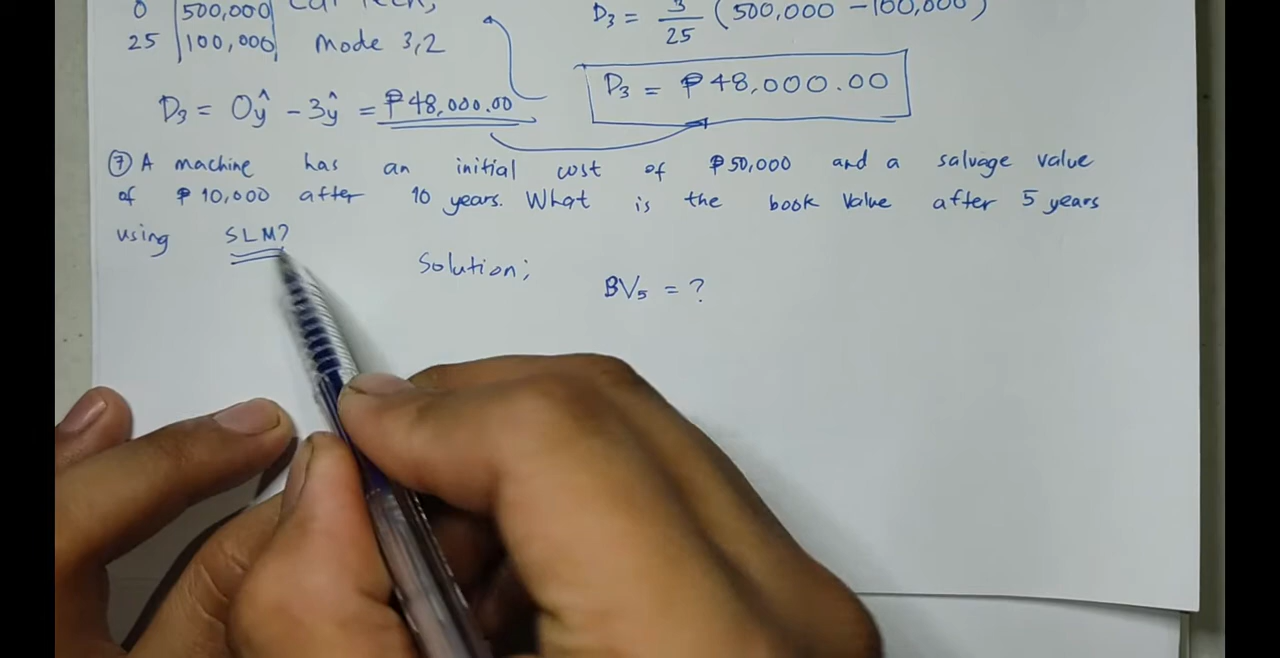 0 500,000
25 100,000 mode 3,2
D₃ = 0ŷ - 3ŷ = ₱48,000.00
D₃ = 3/25 (500,000 - 100,000)
D₃ = ₱48,000.00
⑦ A machine has an initial cost of ₱50,000 and a salvage value
of ₱10,000 after 10 years. What is the book value after 5 years
using SLM?
Solution;
BV₅ = ?